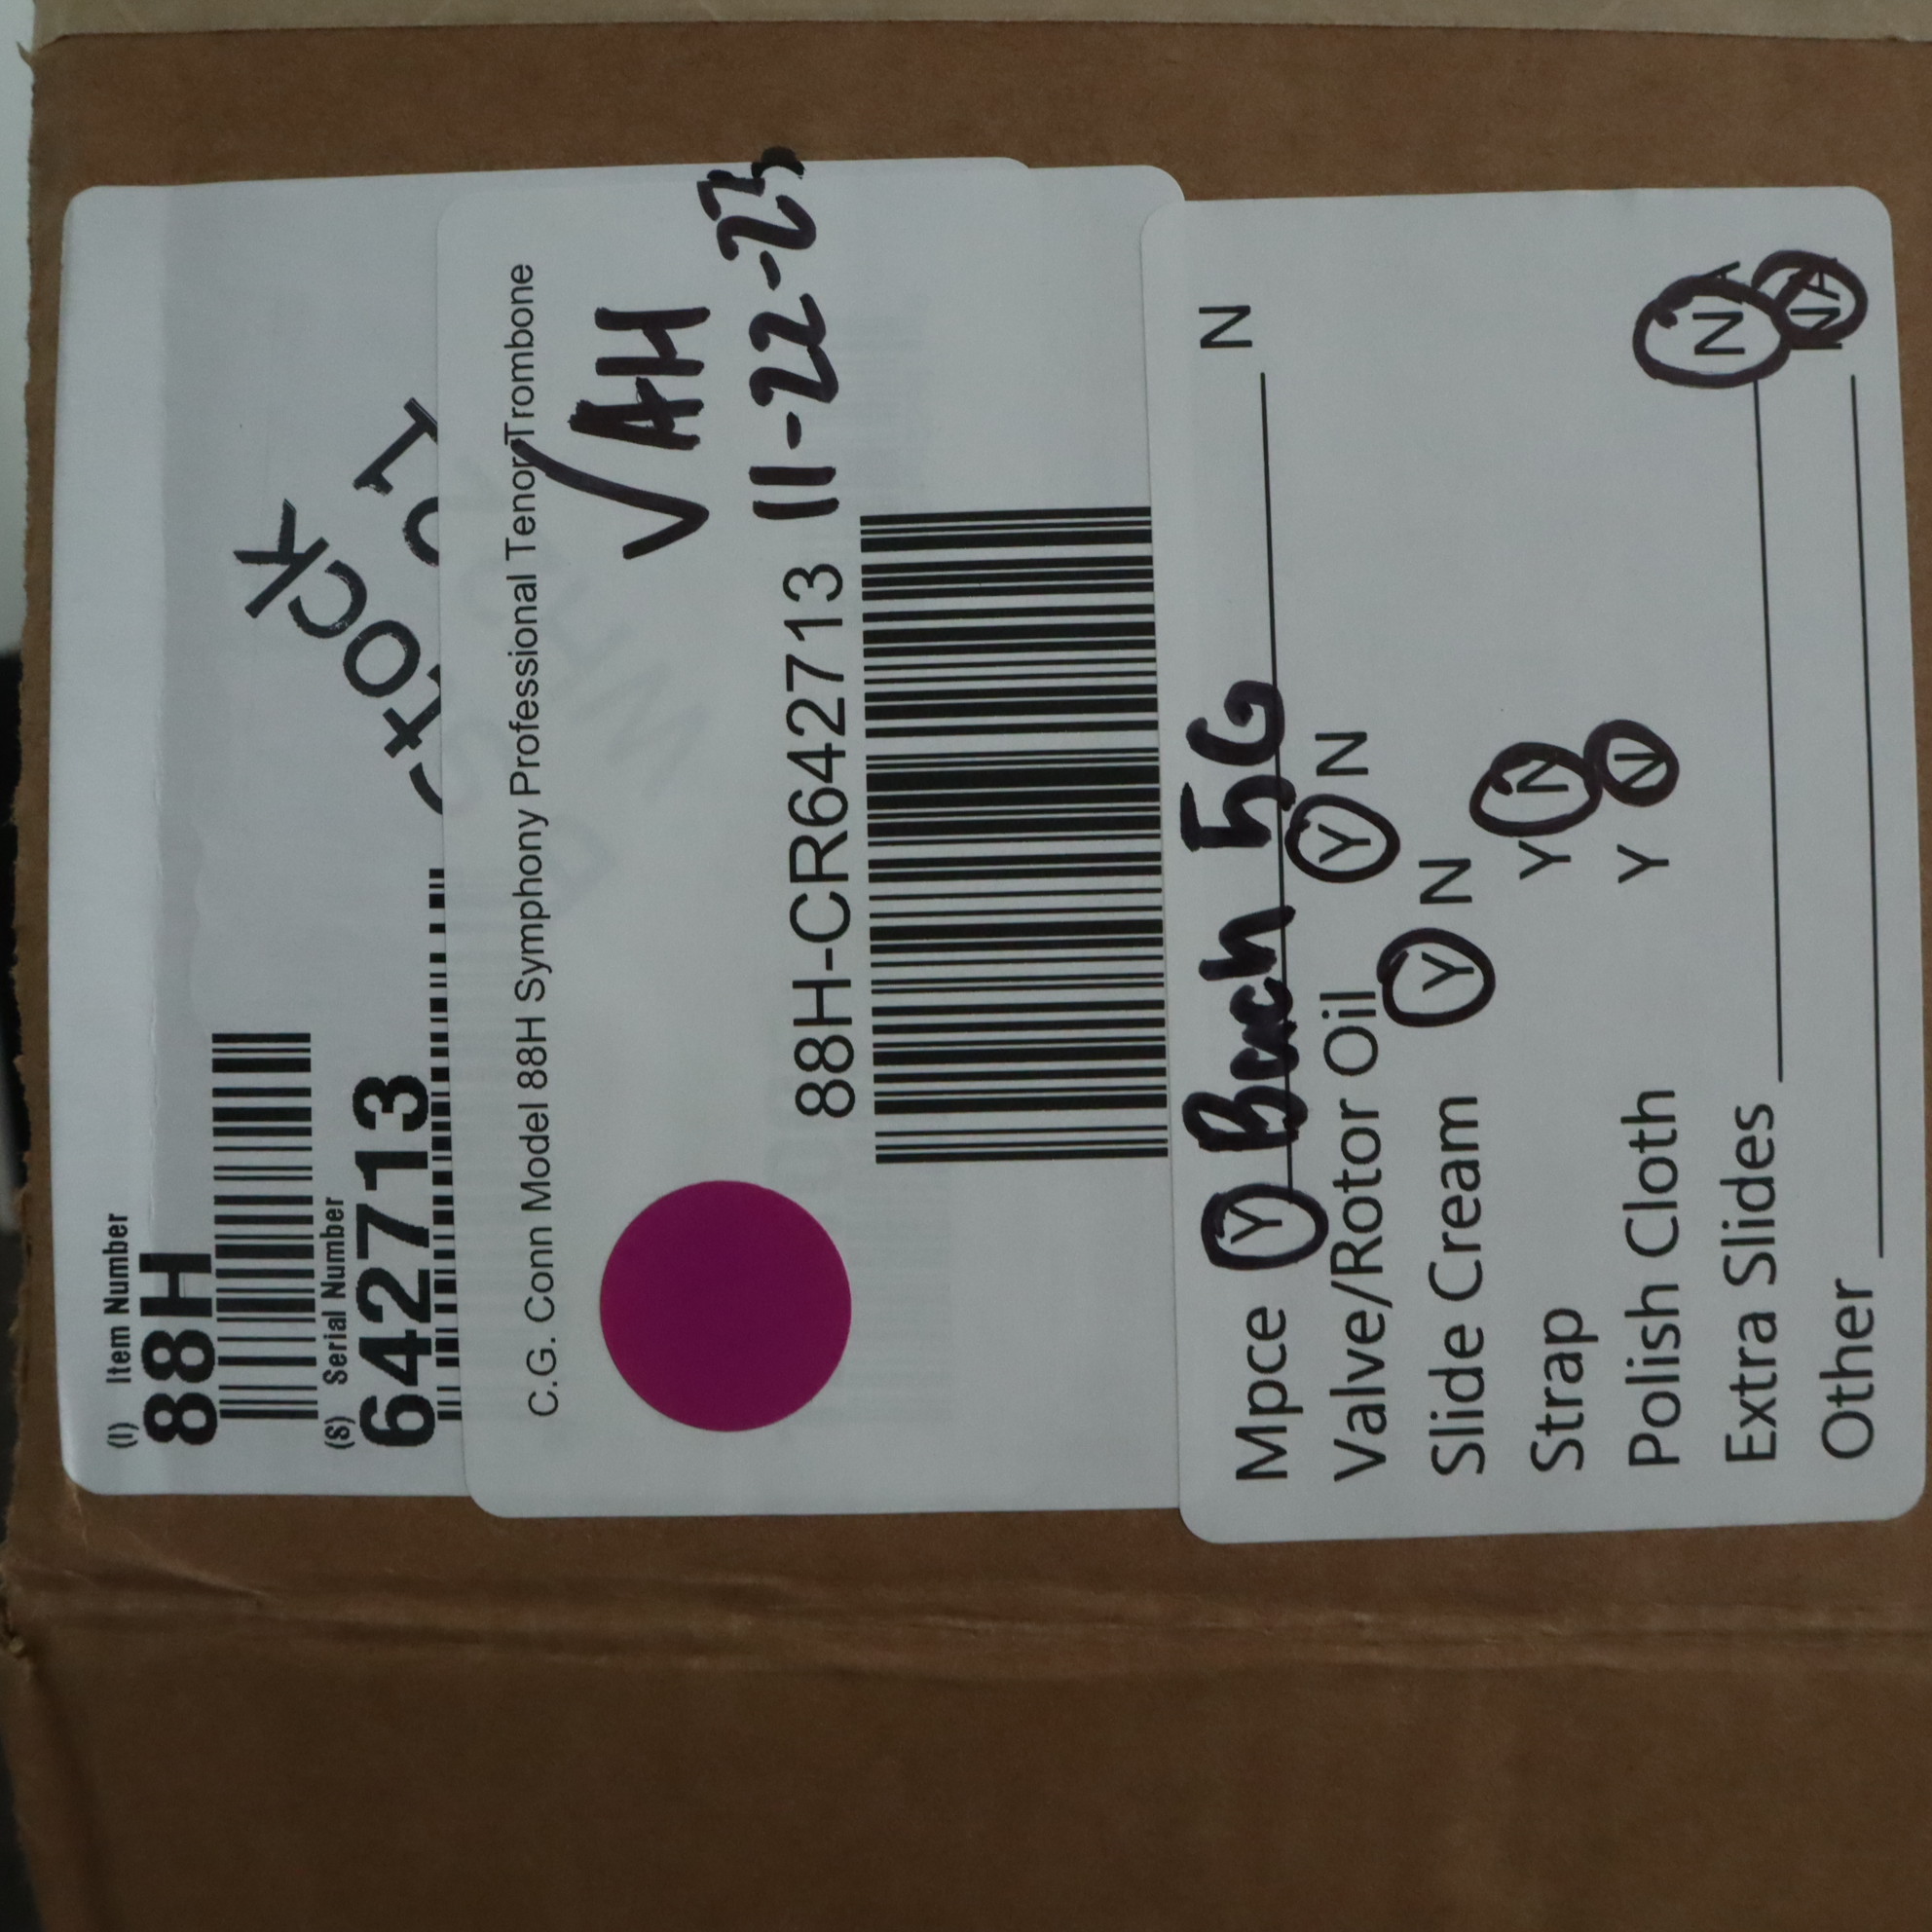 (I) Item Number
88H
(S) Serial Number
642713
Stock
C.G. Conn Model 88H Symphony Professional Tenor Trombone
√AH
88H-CR642713 11-22-23
Mpce Y Bach 5G N
Valve/Rotor Oil Y N
Slide Cream Y N
Strap Y N
Polish Cloth Y N
Extra Slides N A
Other NA